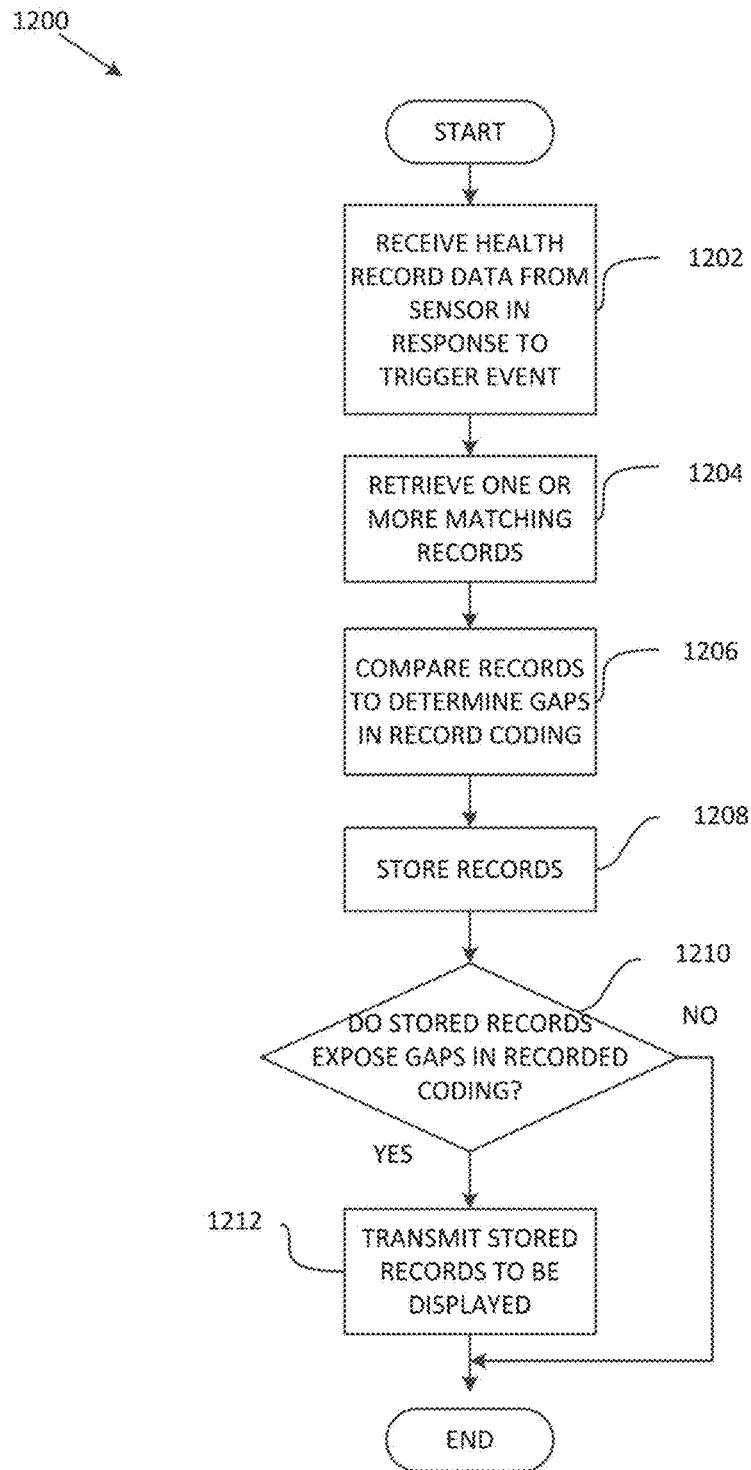 1200
START
RECEIVE HEALTH
RECORD DATA FROM
SENSOR IN
RESPONSE TO
TRIGGER EVENT
1202
RETRIEVE ONE OR
MORE MATCHING
RECORDS
1204
COMPARE RECORDS
TO DETERMINE GAPS
IN RECORD CODING
1206
STORE RECORDS
1208
DO STORED RECORDS
EXPOSE GAPS IN RECORDED
CODING?
1210
NO
YES
1212
TRANSMIT STORED
RECORDS TO BE
DISPLAYED
END